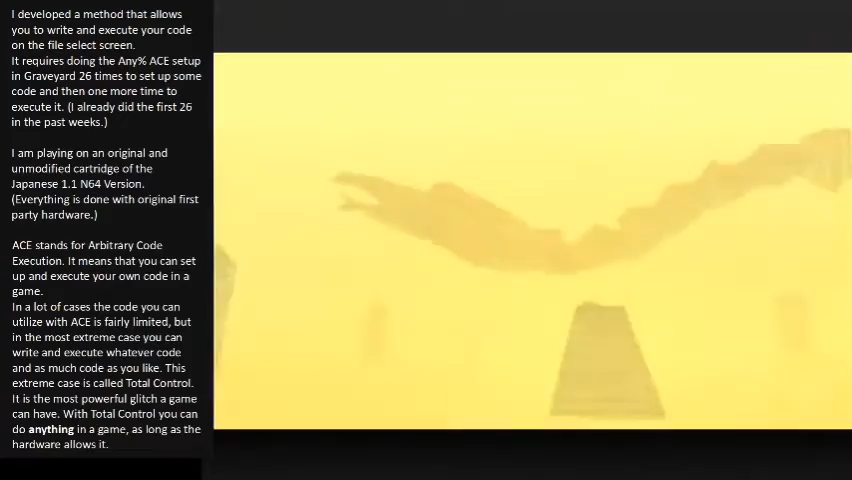 I developed a method that allows
you to write and execute your code
on the file select screen.
It requires doing the Any% ACE setup
in Graveyard 26 times to set up some
code and then one more time to
execute it. (I already did the first 26
in the past weeks.)
I am playing on an original and
unmodified cartridge of the
Japanese 1.1 N64 Version.
(Everything is done with original first
party hardware.)
ACE stands for Arbitrary Code
Execution. It means that you can set
up and execute your own code in a
game.
In a lot of cases the code you can
utilize with ACE is fairly limited, but
in the most extreme case you can
write and execute whatever code
and as much code as you like. This
extreme case is called Total Control.
It is the most powerful glitch a game
can have. With Total Control you can
do anything in a game, as long as the
hardware allows it.